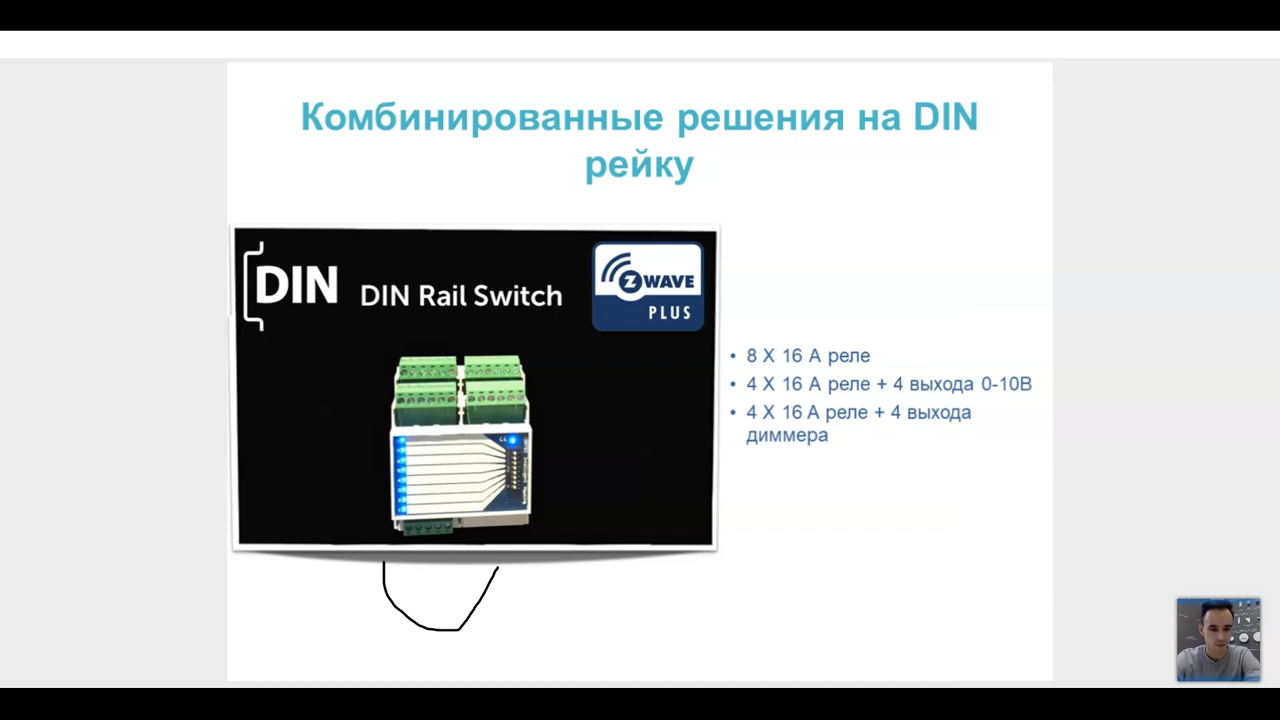 Комбинированные решения на DIN
рейку
DIN
DIN Rail Switch
Z WAVE
PLUS
• 8 X 16 А реле
• 4 X 16 А реле + 4 выхода 0-10В
• 4 X 16 А реле + 4 выхода
диммера